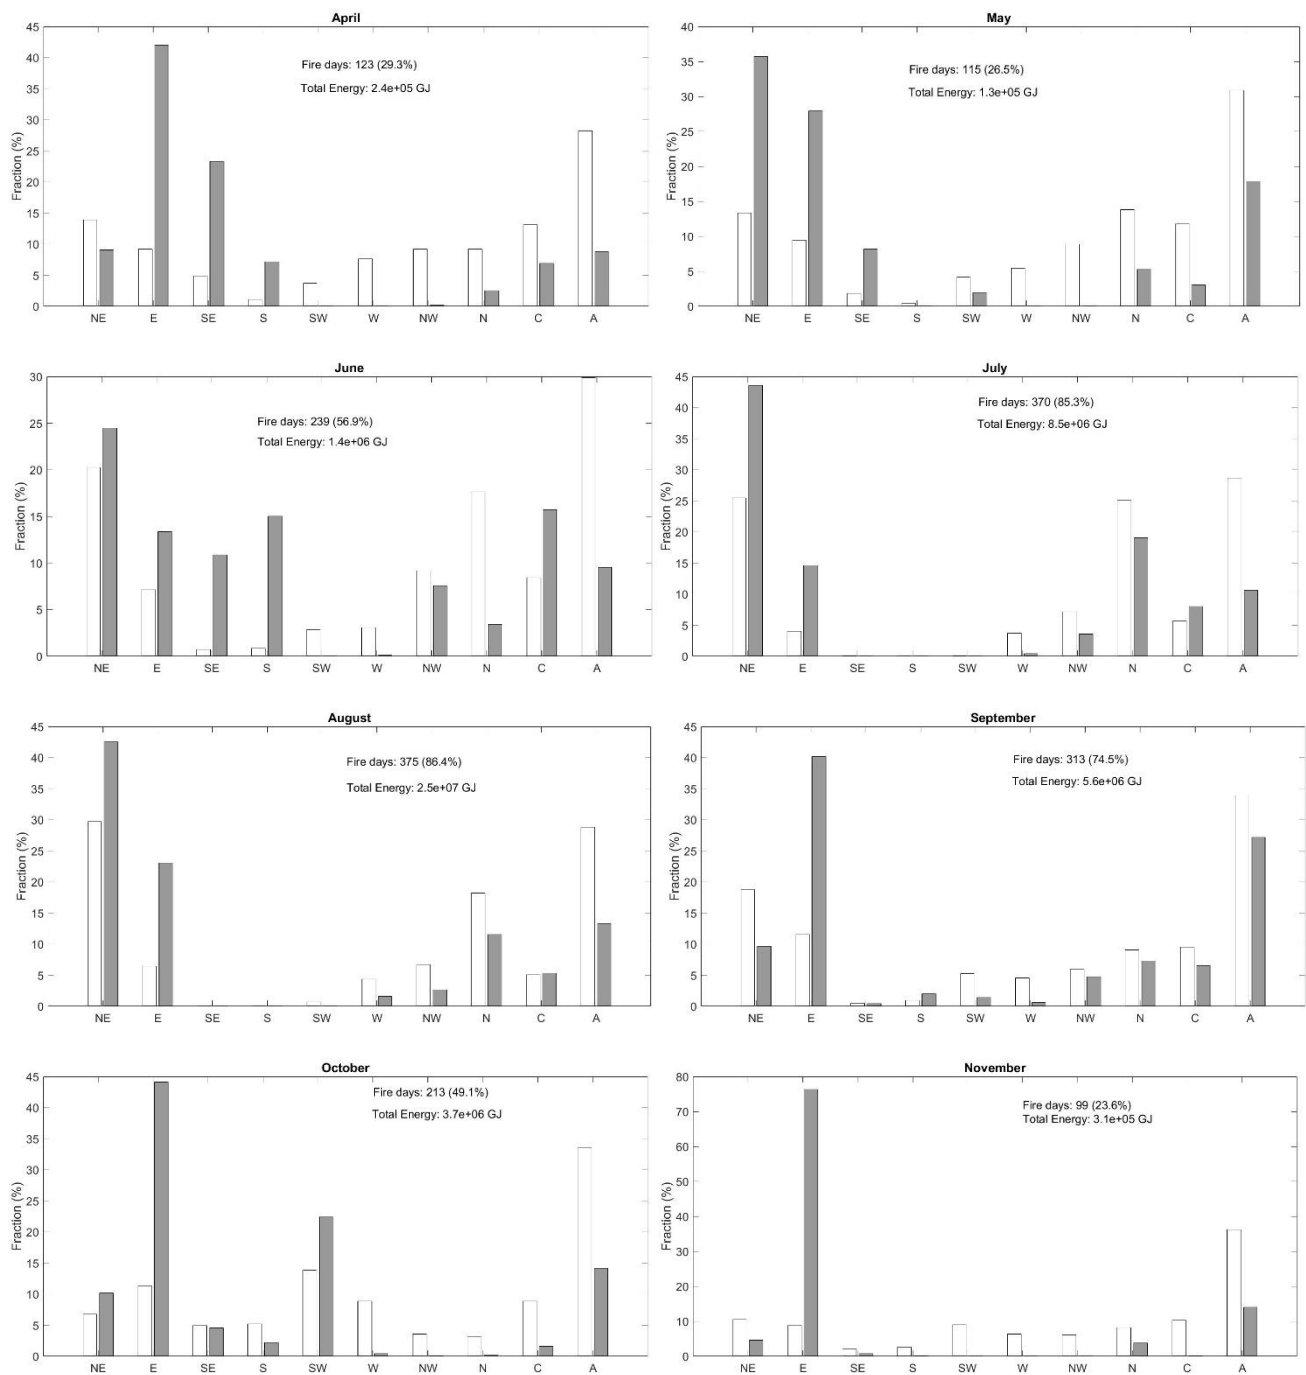 April
Fire days: 123 (29.3%)
Total Energy: 2.4e+05 GJ
Fraction (%)
45
40
35
30
25
20
15
10
5
0
NE E SE S SW W NW N C A
May
Fire days: 115 (26.5%)
Total Energy: 1.3e+05 GJ
Fraction (%)
40
35
30
25
20
15
10
5
0
NE E SE S SW W NW N C A
June
Fire days: 239 (56.9%)
Total Energy: 1.4e+06 GJ
Fraction (%)
30
25
20
15
10
5
0
NE E SE S SW W NW N C A
July
Fire days: 370 (85.3%)
Total Energy: 8.5e+06 GJ
Fraction (%)
45
40
35
30
25
20
15
10
5
0
NE E SE S SW W NW N C A
August
Fire days: 375 (86.4%)
Total Energy: 2.5e+07 GJ
Fraction (%)
45
40
35
30
25
20
15
10
5
0
NE E SE S SW W NW N C A
September
Fire days: 313 (74.5%)
Total Energy: 5.6e+06 GJ
Fraction (%)
45
40
35
30
25
20
15
10
5
0
NE E SE S SW W NW N C A
October
Fire days: 213 (49.1%)
Total Energy: 3.7e+06 GJ
Fraction (%)
45
40
35
30
25
20
15
10
5
0
NE E SE S SW W NW N C A
November
Fire days: 99 (23.6%)
Total Energy: 3.1e+05 GJ
Fraction (%)
80
70
60
50
40
30
20
10
0
NE E SE S SW W NW N C A